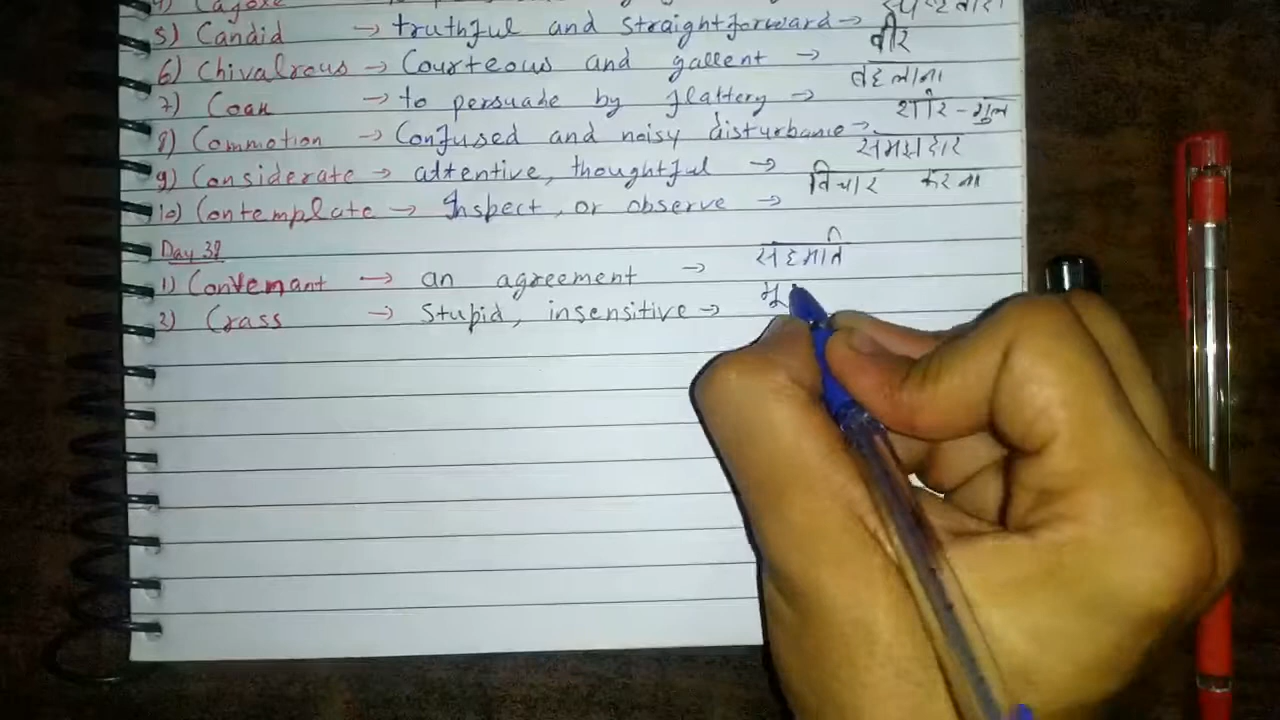 5) Candid → truthful and straightforward →
6) Chivalrous → Courteous and gallent → वीर
7) Coax → to persuade by flattery → बहलाना
8) Commotion → Confused and noisy disturbance → शोर-गुल
9) Considerate → attentive, thoughtful → समझदार
10) Contemplate → Inspect, or observe → विचार करना
Day 38
1) Convemant → an agreement → सहमति
2) Crass → Stupid, insensitive → मू